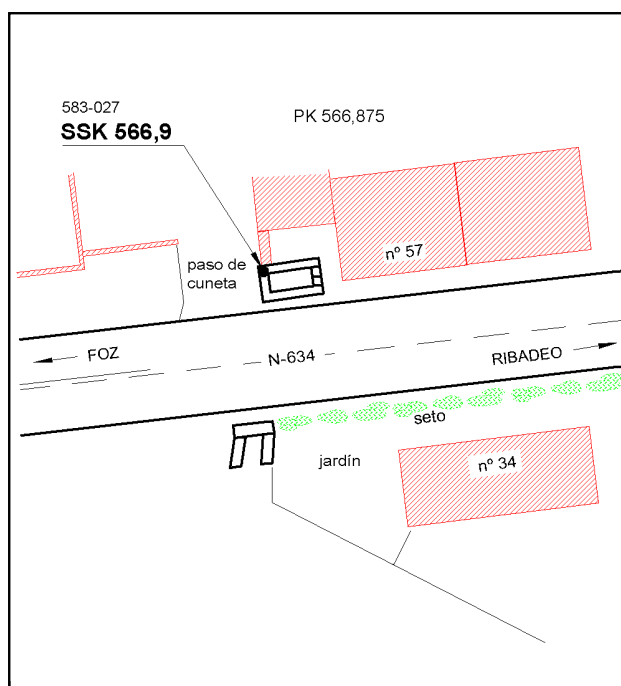 583-027
SSK 566,9
PK 566,875
paso de
cuneta
nº 57
FOZ
N-634
RIBADEO
seto
jardín
nº 34